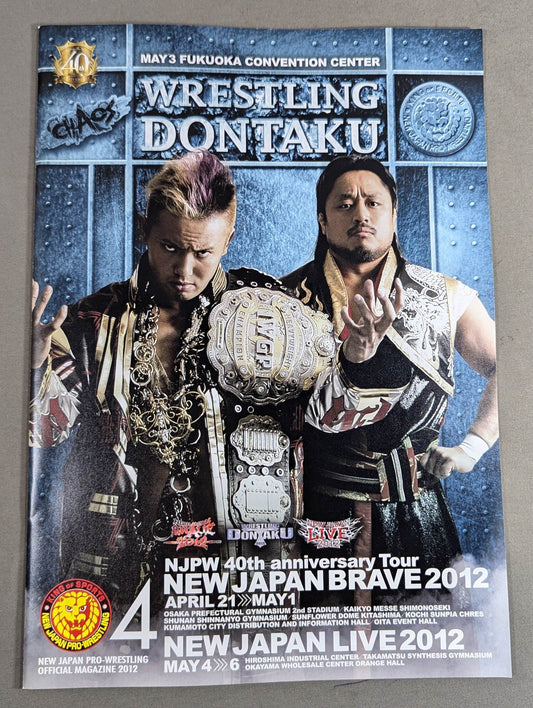 40th
MAY 3 FUKUOKA CONVENTION CENTER
CHAOS
WRESTLING
DONTAKU
IWGP
CHAMPION
WRESTLING
DONTAKU
LIVE
NJPW 40th anniversary Tour
NEW JAPAN BRAVE 2012
APRIL 21>>>MAY1
OSAKA PREFECTURAL GYMNASIUM 2nd STADIUM / KAIKYO MESSE SHIMONOSEKI
SHUNAN SHINNANYO GYMNASIUM / SUNFLOWER DOME KITASHIMA / KOCHI SUNPIA CHRES
KUMAMOTO CITY DISTRIBUTION AND INFORMATION HALL / OITA EVENT HALL
NEW JAPAN LIVE 2012
MAY 4>>>6
HIROSHIMA INDUSTRIAL CENTER / TAKAMATSU SYNTHESIS GYMNASIUM
OKAYAMA WHOLESALE CENTER ORANGE HALL
KING OF SPORTS
NEW JAPAN PRO-WRESTLING
4
NEW JAPAN PRO-WRESTLING
OFFICIAL MAGAZINE 2012